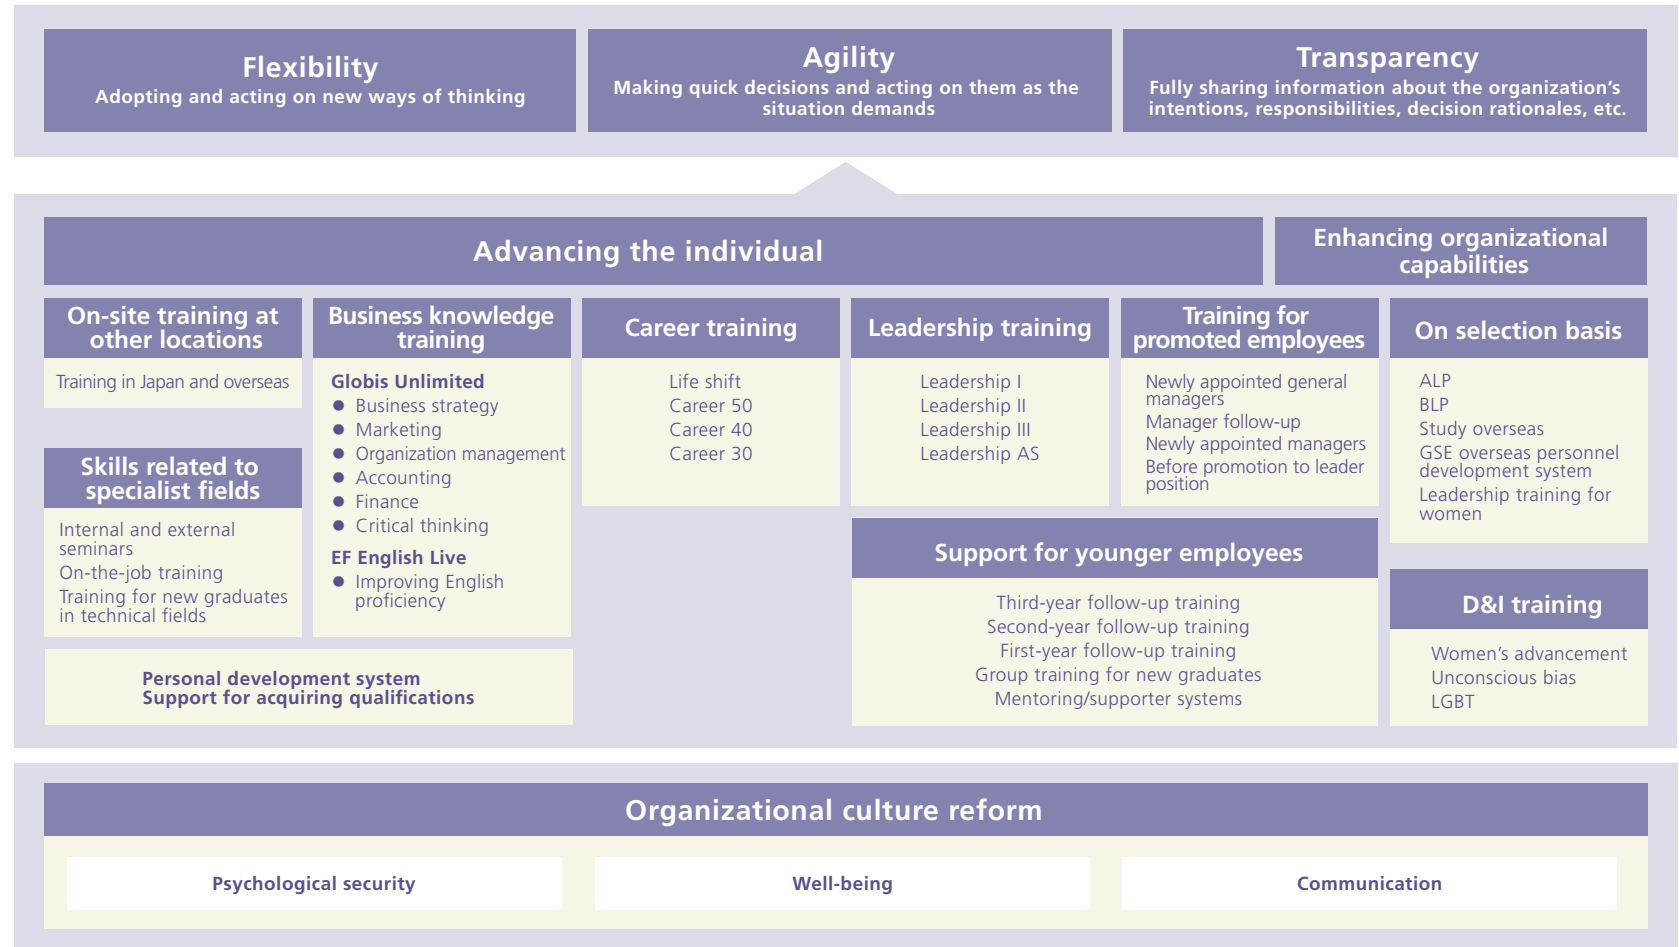 Flexibility
Adopting and acting on new ways of thinking
Agility
Making quick decisions and acting on them as the
situation demands
Transparency
Fully sharing information about the organization’s
intentions, responsibilities, decision rationales, etc.
Advancing the individual
Enhancing organizational
capabilities
On-site training at
other locations
Training in Japan and overseas
Skills related to
specialist fields
Internal and external
seminars
On-the-job training
Training for new graduates
in technical fields
Business knowledge
training
Globis Unlimited
● Business strategy
● Marketing
● Organization management
● Accounting
● Finance
● Critical thinking
EF English Live
● Improving English
proficiency
Personal development system
Support for acquiring qualifications
Career training
Life shift
Career 50
Career 40
Career 30
Leadership training
Leadership I
Leadership II
Leadership III
Leadership AS
Training for
promoted employees
Newly appointed general
managers
Manager follow-up
Newly appointed managers
Before promotion to leader
position
Support for younger employees
Third-year follow-up training
Second-year follow-up training
First-year follow-up training
Group training for new graduates
Mentoring/supporter systems
On selection basis
ALP
BLP
Study overseas
GSE overseas personnel
development system
Leadership training for
women
D&I training
Women’s advancement
Unconscious bias
LGBT
Organizational culture reform
Psychological security
Well-being
Communication